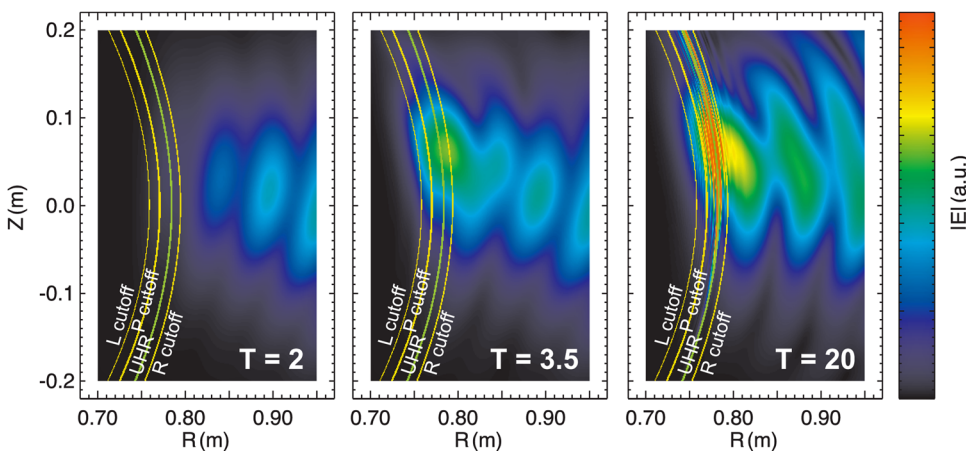 0.2
0.1
0.0
-0.1
-0.2
Z (m)
L cutoff
UHR P cutoff
R cutoff
T = 2
0.70 0.80 0.90
R (m)
L cutoff
UHR P cutoff
R cutoff
T = 3.5
0.70 0.80 0.90
R (m)
L cutoff
UHR P cutoff
R cutoff
T = 20
0.70 0.80 0.90
R (m)
|E| (a.u.)